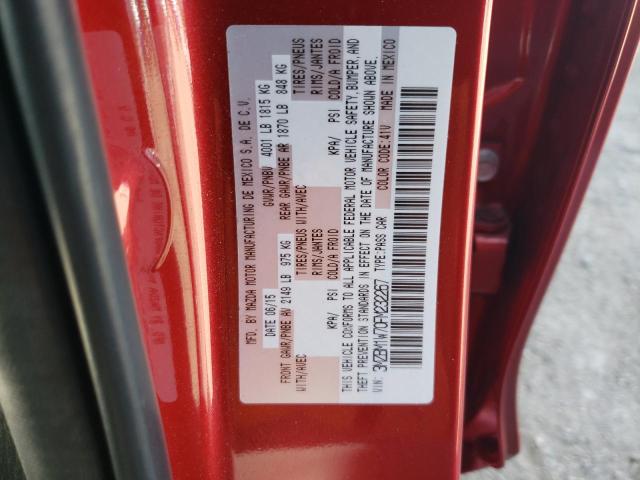 MFD. BY MAZDA MOTOR MANUFACTURING DE MEXICO S.A. DE C.V.
DATE 06/15 GVWR/PNBV 4001 LB 1815 KG
FRONT GAWR/PNBE AV 2149 LB 975 KG REAR GAWR/PNBE AR 1870 LB 848 KG
WITH/AVEC TIRES/PNEUS WITH/AVEC TIRES/PNEUS
RIMS/JANTES RIMS/JANTES
KPA/ PSI COLD/A FROID KPA/ PSI COLD/A FROID
THIS VEHICLE CONFORMS TO ALL APPLICABLE FEDERAL MOTOR VEHICLE SAFETY, BUMPER, AND
THEFT PREVENTION STANDARDS IN EFFECT ON THE DATE OF MANUFACTURE SHOWN ABOVE.
VIN: 3MZBM1W70FM232267 TYPE:PASS CAR COLOR CODE:41V MADE IN MEXICO